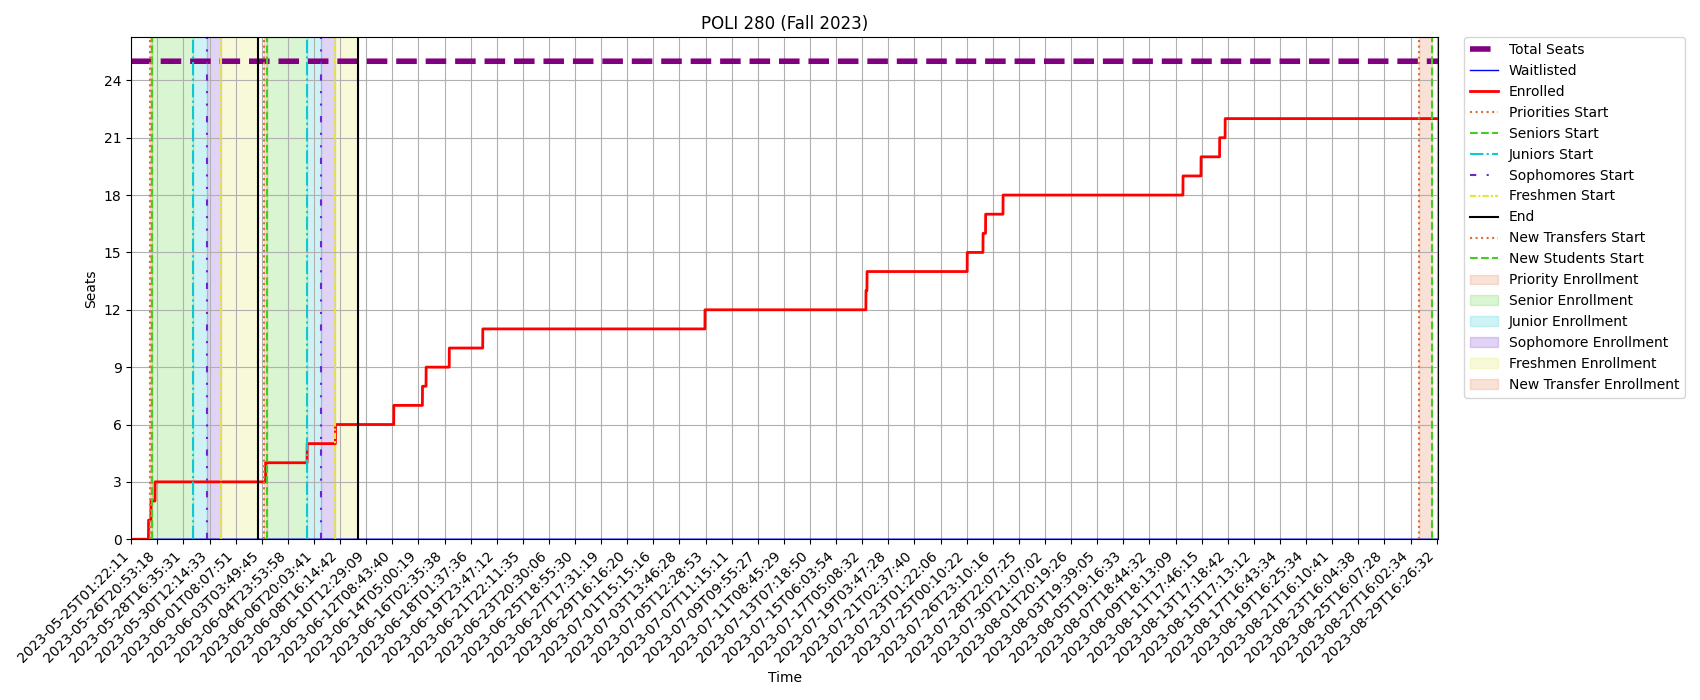 POLI 280 (Fall 2023)
Seats
24
21
18
15
12
9
6
3
0
2023-05-25T01:22:11
2023-05-26T20:53:18
2023-05-28T16:35:31
2023-05-30T12:14:33
2023-06-01T08:07:51
2023-06-03T03:49:45
2023-06-04T23:53:58
2023-06-06T20:03:41
2023-06-08T16:14:42
2023-06-10T12:29:09
2023-06-12T08:43:40
2023-06-14T05:00:19
2023-06-16T02:35:38
2023-06-18T01:37:36
2023-06-19T23:47:12
2023-06-21T22:11:35
2023-06-23T20:30:06
2023-06-25T18:55:30
2023-06-27T17:31:19
2023-06-29T16:16:20
2023-07-01T15:15:16
2023-07-03T13:46:28
2023-07-05T12:28:53
2023-07-07T11:15:11
2023-07-09T09:55:27
2023-07-11T08:45:29
2023-07-13T07:18:50
2023-07-15T06:03:54
2023-07-17T05:08:32
2023-07-19T03:47:28
2023-07-21T02:37:40
2023-07-23T01:22:06
2023-07-25T00:10:22
2023-07-26T23:10:16
2023-07-28T22:07:25
2023-07-30T21:07:02
2023-08-01T20:19:26
2023-08-03T19:39:05
2023-08-05T19:16:33
2023-08-07T18:44:32
2023-08-09T18:13:09
2023-08-11T17:46:15
2023-08-13T17:18:42
2023-08-15T17:13:12
2023-08-17T16:43:34
2023-08-19T16:25:34
2023-08-21T16:10:41
2023-08-23T16:04:38
2023-08-25T16:07:28
2023-08-27T16:02:34
2023-08-29T16:26:32
Time
Total Seats
Waitlisted
Enrolled
Priorities Start
Seniors Start
Juniors Start
Sophomores Start
Freshmen Start
End
New Transfers Start
New Students Start
Priority Enrollment
Senior Enrollment
Junior Enrollment
Sophomore Enrollment
Freshmen Enrollment
New Transfer Enrollment